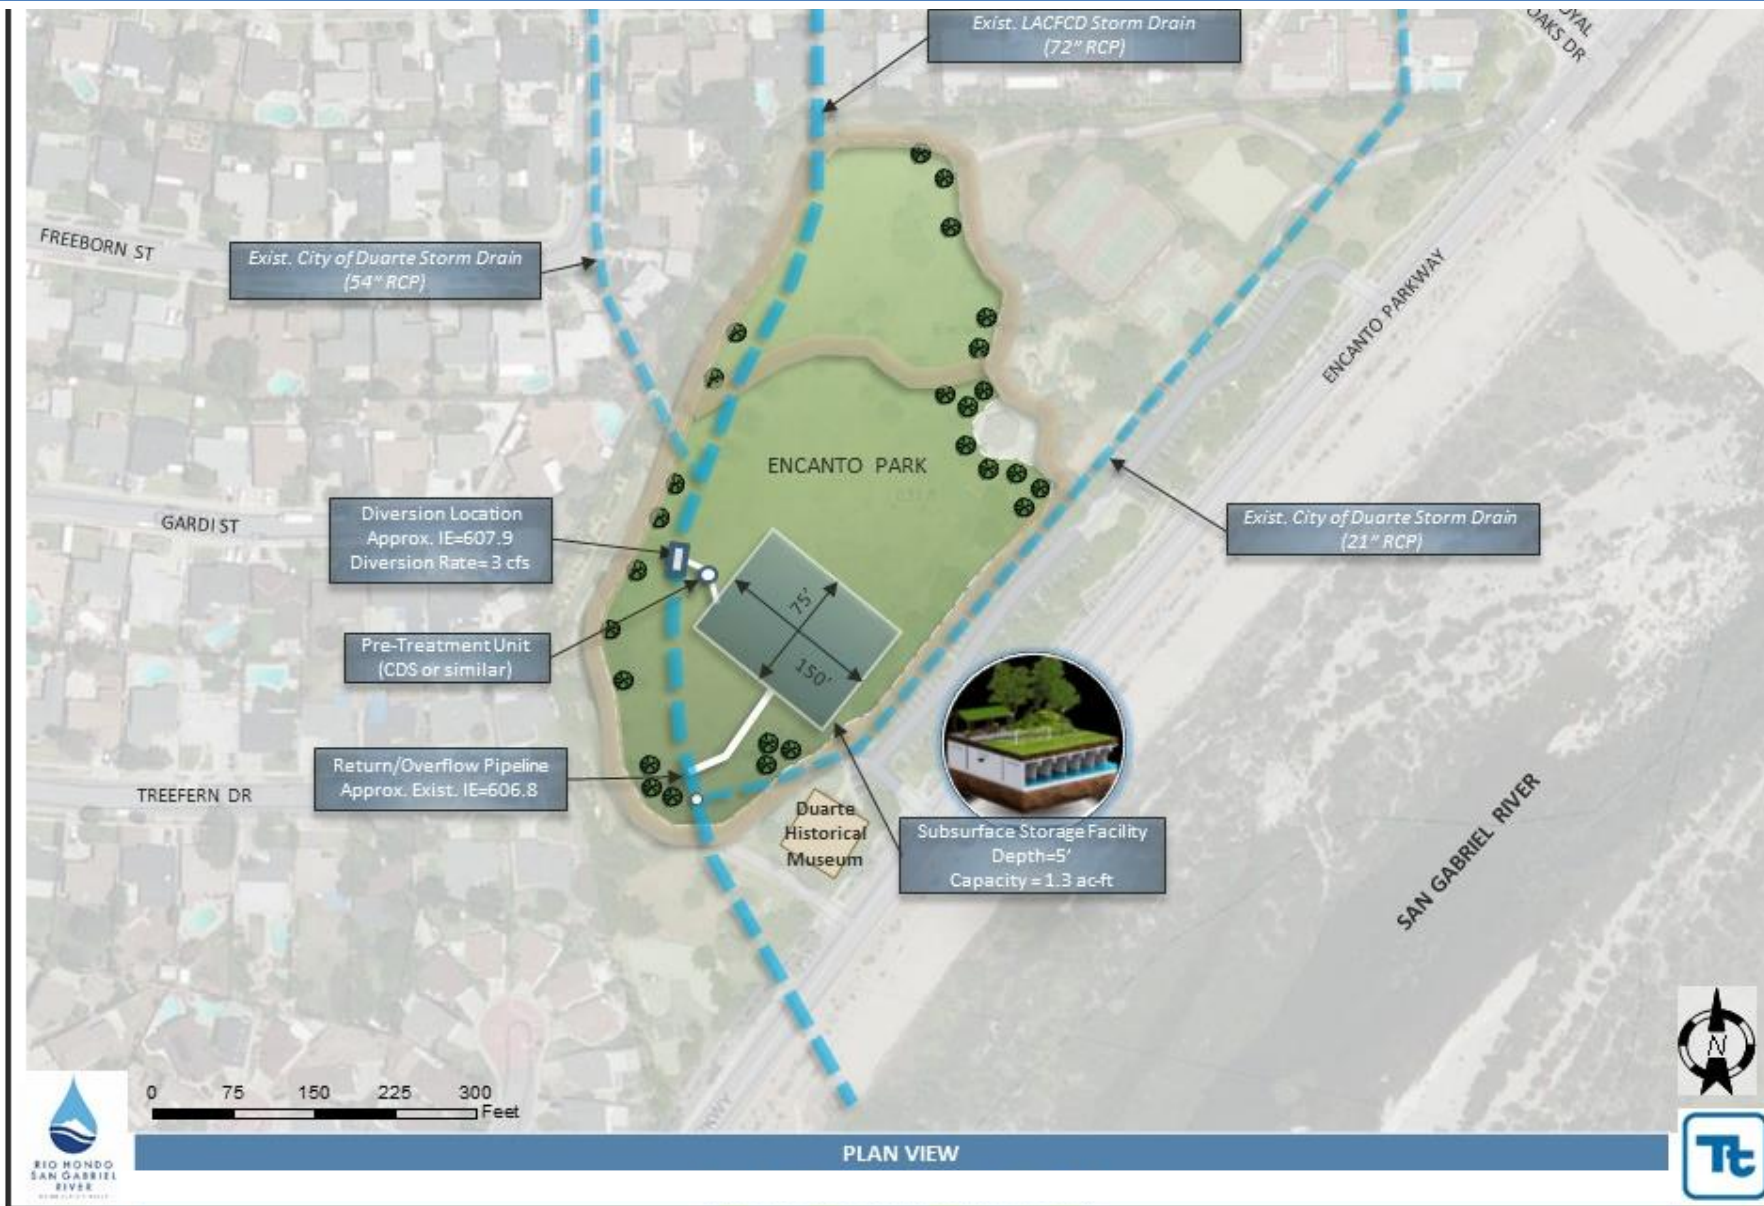 Exist. LACFCD Storm Drain
(72" RCP)
OAKS DR
FREEBORN ST
Exist. City of Duarte Storm Drain
(54" RCP)
ENCANTO PARKWAY
ENCANTO PARK
GARDI ST
Diversion Location
Approx. IE=607.9
Diversion Rate= 3 cfs
Exist. City of Duarte Storm Drain
(21" RCP)
75'
150'
Pre-Treatment Unit
(CDS or similar)
Return/Overflow Pipeline
Approx. Exist. IE=606.8
TREEFERN DR
Duarte
Historical
Museum
Subsurface Storage Facility
Depth=5'
Capacity = 1.3 ac-ft
SAN GABRIEL RIVER
N
0 75 150 225 300
Feet
RIO HONDO
SAN GABRIEL
RIVER
PLAN VIEW
Tt